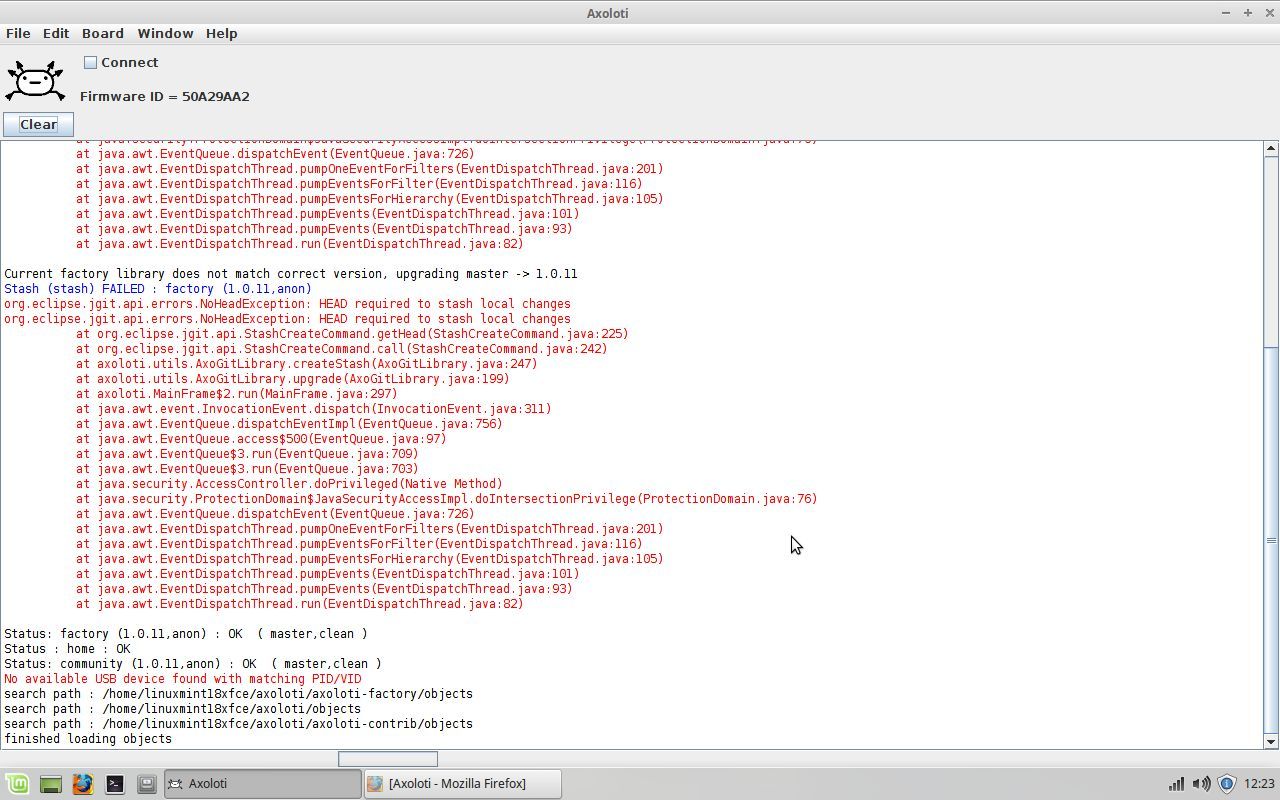 Axoloti
File Edit Board Window Help
Connect
Firmware ID = 50A29AA2
Clear
at java.security.ProtectionDomain$JavaSecurityAccessImpl.doIntersectionPrivilege(ProtectionDomain.java:76)
at java.awt.EventQueue.dispatchEvent(EventQueue.java:726)
at java.awt.EventDispatchThread.pumpOneEventForFilters(EventDispatchThread.java:201)
at java.awt.EventDispatchThread.pumpEventsForFilter(EventDispatchThread.java:116)
at java.awt.EventDispatchThread.pumpEventsForHierarchy(EventDispatchThread.java:105)
at java.awt.EventDispatchThread.pumpEvents(EventDispatchThread.java:101)
at java.awt.EventDispatchThread.pumpEvents(EventDispatchThread.java:93)
at java.awt.EventDispatchThread.run(EventDispatchThread.java:82)
Current factory library does not match correct version, upgrading master -> 1.0.11
Stash (stash) FAILED : factory (1.0.11,anon)
org.eclipse.jgit.api.errors.NoHeadException: HEAD required to stash local changes
org.eclipse.jgit.api.errors.NoHeadException: HEAD required to stash local changes
at org.eclipse.jgit.api.StashCreateCommand.getHead(StashCreateCommand.java:225)
at org.eclipse.jgit.api.StashCreateCommand.call(StashCreateCommand.java:242)
at axoloti.utils.AxoGitLibrary.createStash(AxoGitLibrary.java:247)
at axoloti.utils.AxoGitLibrary.upgrade(AxoGitLibrary.java:199)
at axoloti.MainFrame$2.run(MainFrame.java:297)
at java.awt.event.InvocationEvent.dispatch(InvocationEvent.java:311)
at java.awt.EventQueue.dispatchEventImpl(EventQueue.java:756)
at java.awt.EventQueue.access$500(EventQueue.java:97)
at java.awt.EventQueue$3.run(EventQueue.java:709)
at java.awt.EventQueue$3.run(EventQueue.java:703)
at java.security.AccessController.doPrivileged(Native Method)
at java.security.ProtectionDomain$JavaSecurityAccessImpl.doIntersectionPrivilege(ProtectionDomain.java:76)
at java.awt.EventQueue.dispatchEvent(EventQueue.java:726)
at java.awt.EventDispatchThread.pumpOneEventForFilters(EventDispatchThread.java:201)
at java.awt.EventDispatchThread.pumpEventsForFilter(EventDispatchThread.java:116)
at java.awt.EventDispatchThread.pumpEventsForHierarchy(EventDispatchThread.java:105)
at java.awt.EventDispatchThread.pumpEvents(EventDispatchThread.java:101)
at java.awt.EventDispatchThread.pumpEvents(EventDispatchThread.java:93)
at java.awt.EventDispatchThread.run(EventDispatchThread.java:82)
Status: factory (1.0.11,anon) : OK  ( master,clean )
Status : home : OK
Status: community (1.0.11,anon) : OK  ( master,clean )
No available USB device found with matching PID/VID
search path : /home/linuxmint18xfce/axoloti/axoloti-factory/objects
search path : /home/linuxmint18xfce/axoloti/objects
search path : /home/linuxmint18xfce/axoloti/axoloti-contrib/objects
finished loading objects
Axoloti
[Axoloti - Mozilla Firefox]
12:23